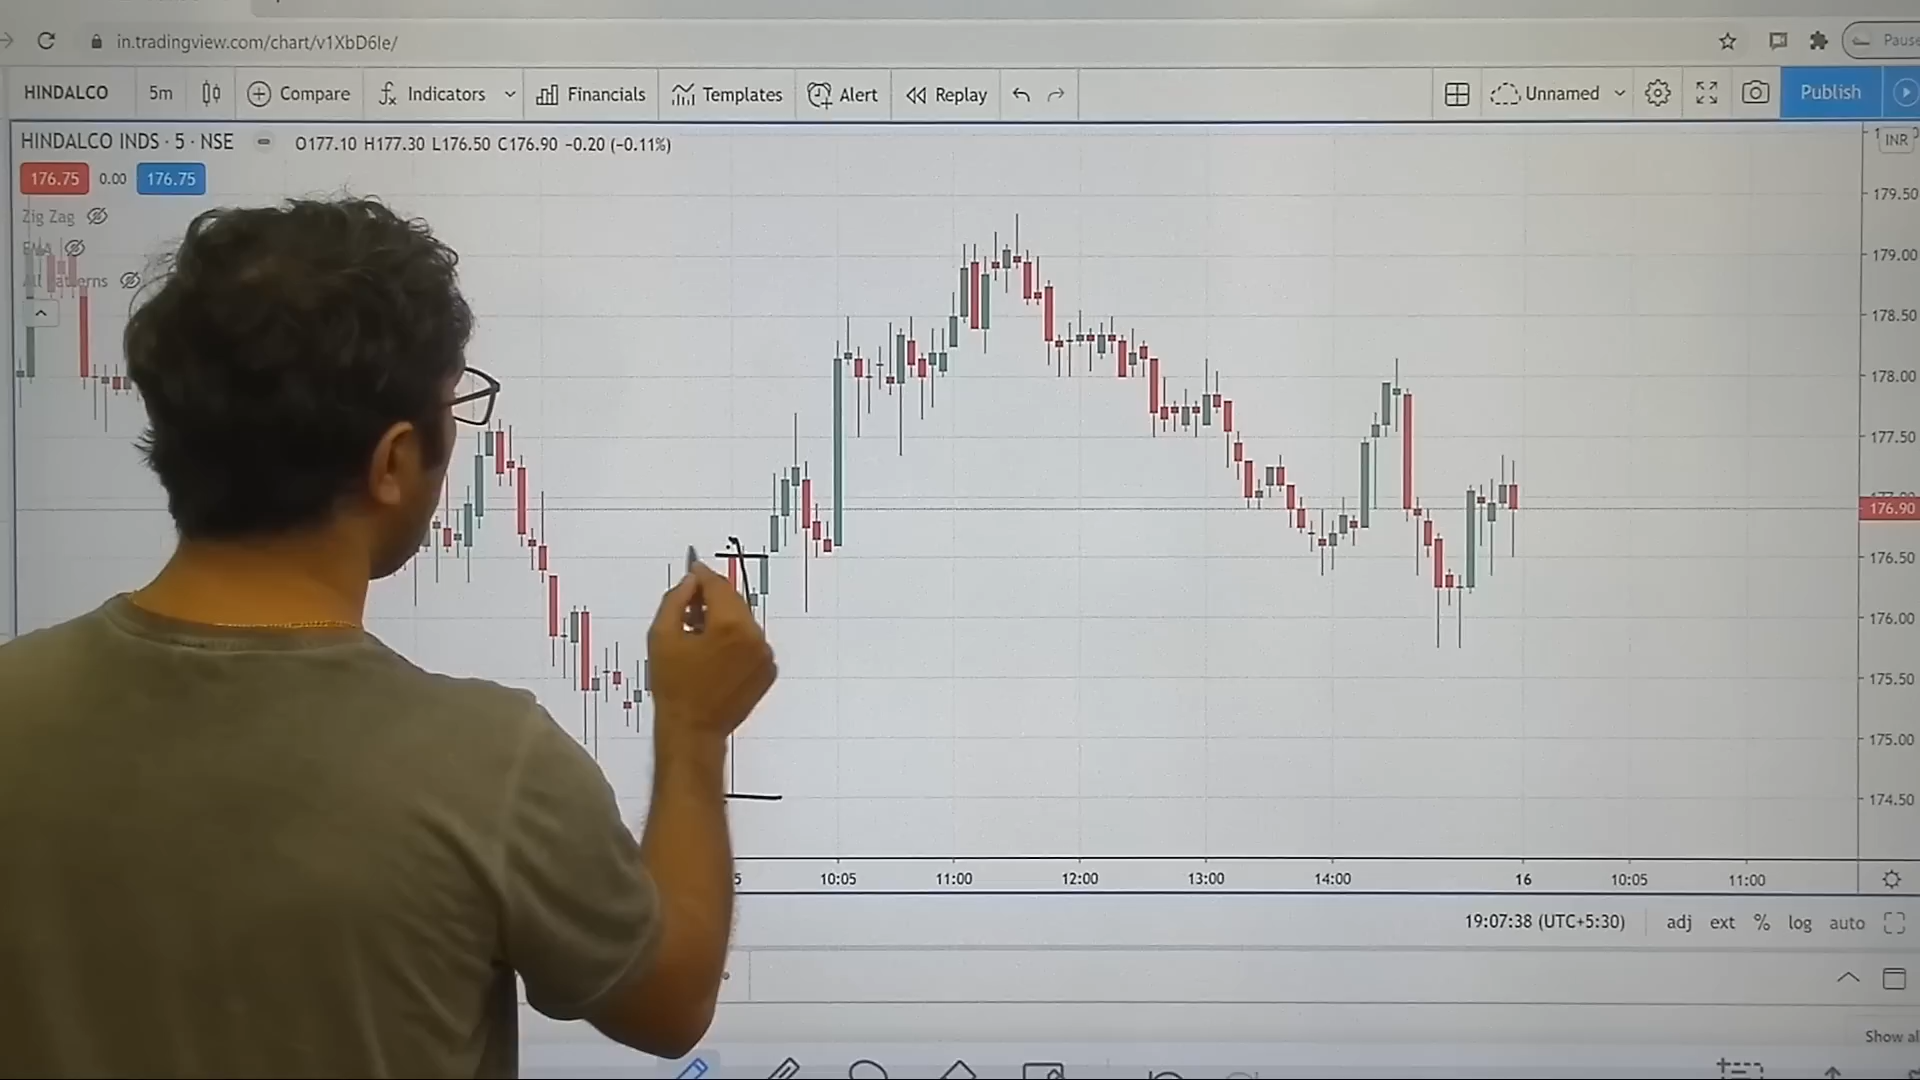 in.tradingview.com/chart/v1XbD6Ie/
Pause
HINDALCO 5m Compare Indicators Financials Templates Alert Replay Unnamed Publish
HINDALCO INDS · 5 · NSE O177.10 H177.30 L176.50 C176.90 −0.20 (−0.11%)
INR
176.75 0.00 176.75
179.50
Zig Zag
EMA
179.00
All Patterns
178.50
178.00
177.50
176.90
176.50
176.00
175.50
175.00
174.50
10:05 11:00 12:00 13:00 14:00 16 10:05 11:00
19:07:38 (UTC+5:30) adj ext % log auto
Show al